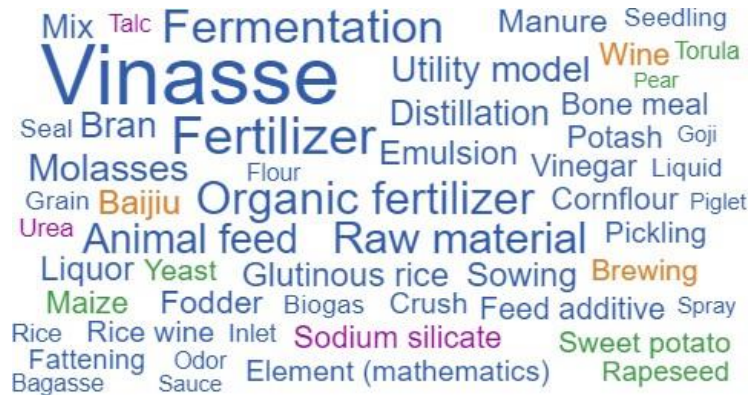 Mix Talc Fermentation Manure Seedling
Vinasse Utility model Wine Torula
Pear
Seal Bran Fertilizer Distillation Bone meal
Emulsion Potash Goji
Molasses Flour Vinegar Liquid
Grain Baijiu Organic fertilizer Cornflour Piglet
Urea Animal feed Raw material Pickling
Liquor Yeast Glutinous rice Sowing Brewing
Maize Fodder Biogas Crush Feed additive Spray
Rice Rice wine Inlet Sodium silicate Sweet potato
Fattening Odor Element (mathematics) Rapeseed
Bagasse Sauce